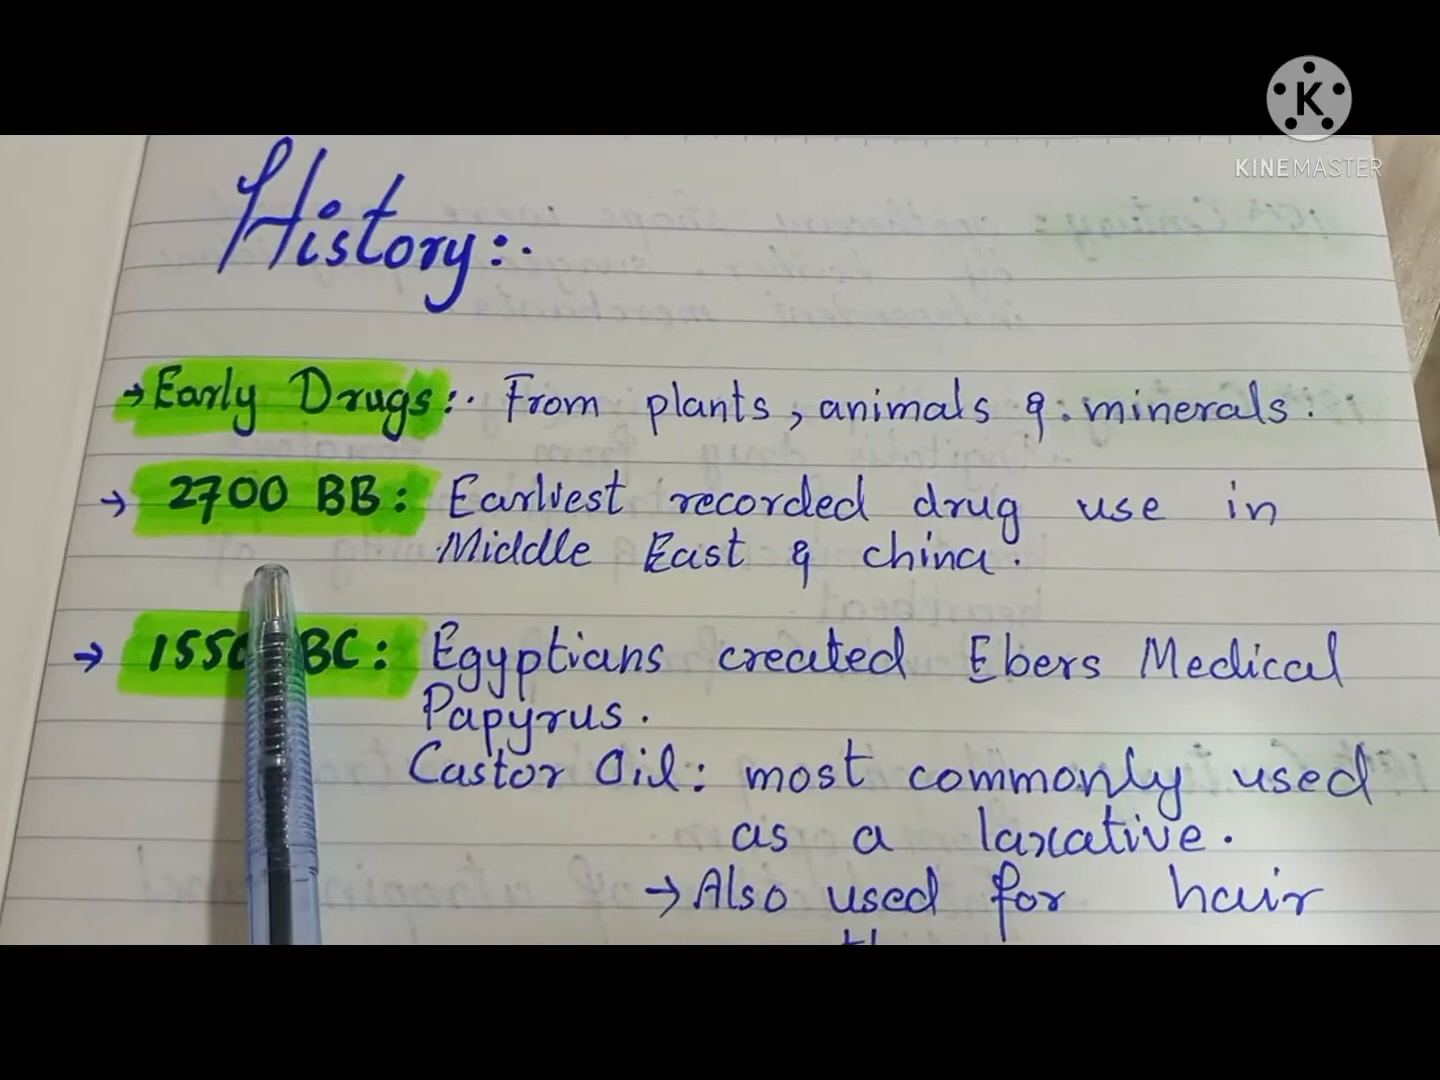 K
KINEMASTER
History:-
→ Early Drugs:- From plants, animals & minerals.
→ 2700 BB: Earliest recorded drug use in
Middle East & china.
→ BC: Egyptians created Ebers Medical
Papyrus.
Castor Oil: most commonly used
as a laxative.
→ Also used for hair